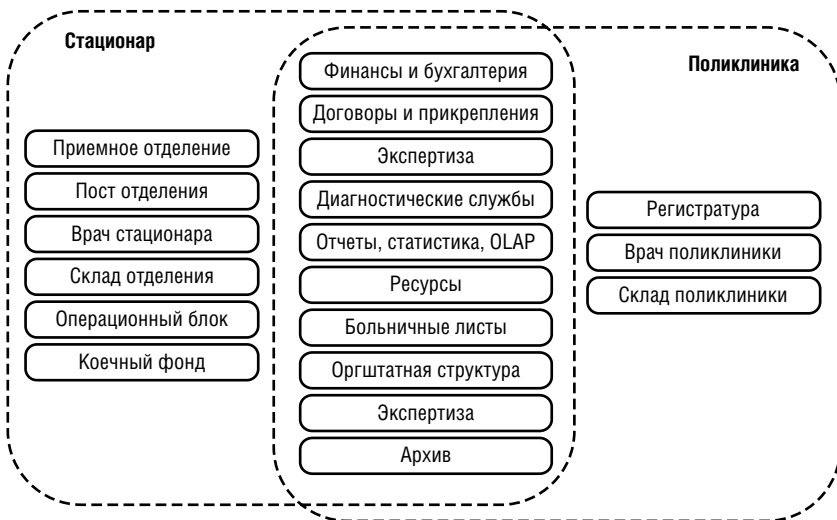 Стационар
Поликлиника
Приемное отделение
Пост отделения
Врач стационара
Склад отделения
Операционный блок
Коечный фонд
Финансы и бухгалтерия
Договоры и прикрепления
Экспертиза
Диагностические службы
Отчеты, статистика, OLAP
Ресурсы
Больничные листы
Оргштатная структура
Экспертиза
Архив
Регистратура
Врач поликлиники
Склад поликлиники